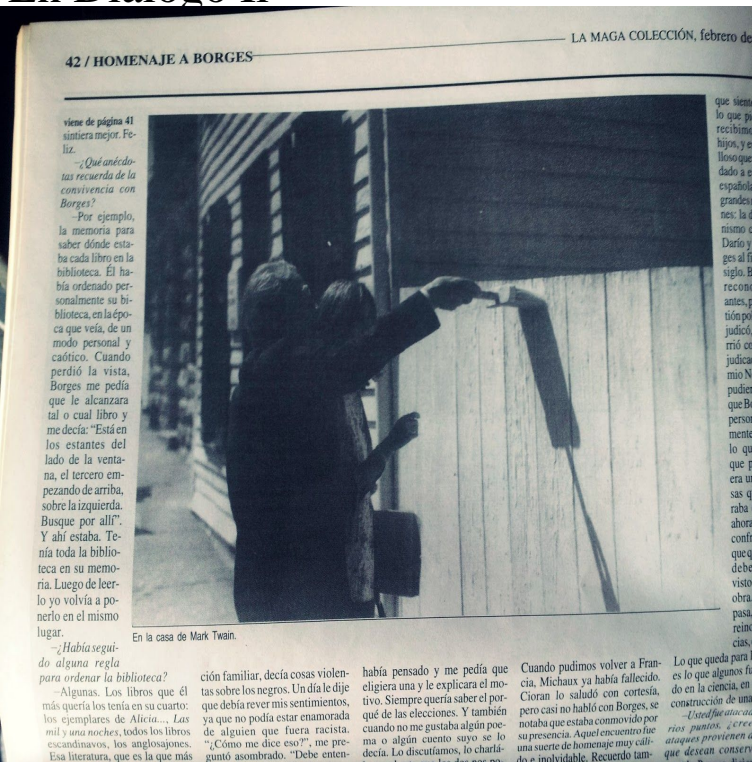 42 / HOMENAJE A BORGES
LA MAGA COLECCIÓN, febrero de
viene de página 41
sintiera mejor. Fe-
liz.
–¿Qué anécdo-
tas recuerda de la
convivencia con
Borges?
–Por ejemplo,
la memoria para
saber dónde esta-
ba cada libro en la
biblioteca. Él ha-
bía ordenado per-
sonalmente su bi-
blioteca, en la épo-
ca que veía, de un
modo personal y
caótico. Cuando
perdió la vista,
Borges me pedía
que le alcanzara
tal o cual libro y
me decía: “Está en
los estantes del
lado de la venta-
na, el tercero em-
pezando de arriba,
sobre la izquierda.
Busque por allí”.
Y ahí estaba. Te-
nía toda la biblio-
teca en su memo-
ria. Luego de leer-
lo yo volvía a po-
nerlo en el mismo
lugar.
–¿Había segui-
do alguna regla
para ordenar la biblioteca?
–Algunas. Los libros que él
más quería los tenía en su cuarto:
los ejemplares de Alicia..., Las
mil y una noches, todos los libros
escandinavos, los anglosajones.
Esa literatura, que es la que más
En la casa de Mark Twain.
ción familiar, decía cosas violen-
tas sobre los negros. Un día le dije
que debía rever mis sentimientos,
ya que no podía estar enamorada
de alguien que fuera racista.
“¿Cómo me dice eso?”, me pre-
guntó asombrado. “Debe enten-
había pensado y me pedía que
eligiera una y le explicara el mo-
tivo. Siempre quería saber el por-
qué de las elecciones. Y también
cuando no me gustaba algún poe-
ma o algún cuento suyo se lo
decía. Lo discutíamos, lo charlá-
Cuando pudimos volver a Fran-
cia, Michaux ya había fallecido.
Cioran lo saludó con cortesía,
pero casi no habló con Borges, se
notaba que estaba conmovido por
su presencia. Aquel encuentro fue
una suerte de homenaje muy cáli-
do e inolvidable. Recuerdo tam-
que siente
lo que
recibimo
hijos, y e
lloso que
dado a e
española
grandes
nes: la d
nismo c
Darío y
ges al fi
siglo. E
recono
antes, p
tión pol
judicó,
rrió co
judica
mio N
pudier
que Bo
person
mente
lo qu
que p
era u
sas q
raba
ahora
confr
que q
debe
visto
obra.
pasa,
reino
cias,
Lo que queda para l
es lo que algunos fu
do en la ciencia, en
construcción de una
–Usted fue atacad
rios puntos, ¿cree
ataques provienen d
que desean conserv